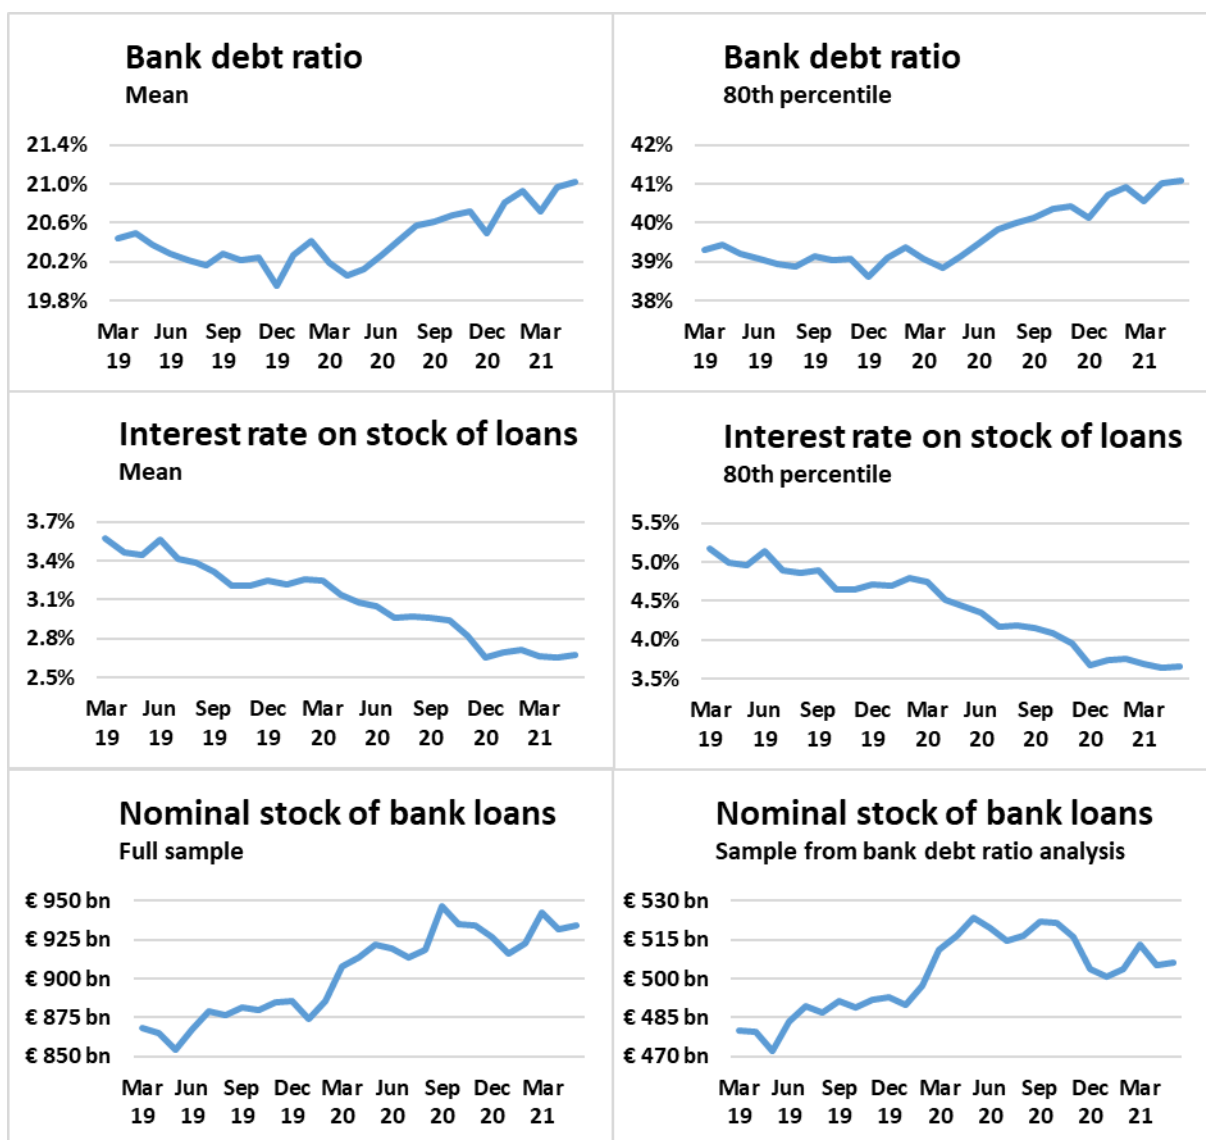 Bank debt ratio
Mean
21.4%
21.0%
20.6%
20.2%
19.8%
Mar Jun Sep Dec Mar Jun Sep Dec Mar
19 19 19 19 20 20 20 20 21
Bank debt ratio
80th percentile
42%
41%
40%
39%
38%
Mar Jun Sep Dec Mar Jun Sep Dec Mar
19 19 19 19 20 20 20 20 21
Interest rate on stock of loans
Mean
3.7%
3.4%
3.1%
2.8%
2.5%
Mar Jun Sep Dec Mar Jun Sep Dec Mar
19 19 19 19 20 20 20 20 21
Interest rate on stock of loans
80th percentile
5.5%
5.0%
4.5%
4.0%
3.5%
Mar Jun Sep Dec Mar Jun Sep Dec Mar
19 19 19 19 20 20 20 20 21
Nominal stock of bank loans
Full sample
€ 950 bn
€ 925 bn
€ 900 bn
€ 875 bn
€ 850 bn
Mar Jun Sep Dec Mar Jun Sep Dec Mar
19 19 19 19 20 20 20 20 21
Nominal stock of bank loans
Sample from bank debt ratio analysis
€ 530 bn
€ 515 bn
€ 500 bn
€ 485 bn
€ 470 bn
Mar Jun Sep Dec Mar Jun Sep Dec Mar
19 19 19 19 20 20 20 20 21